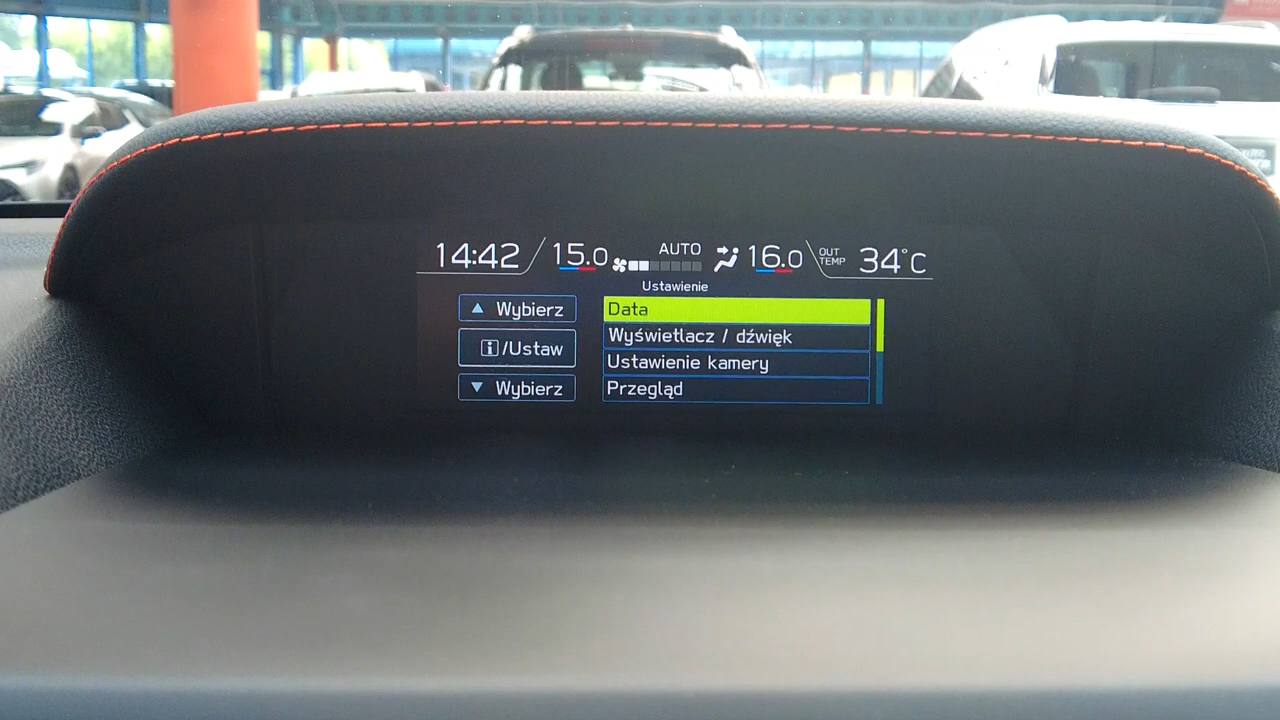 14:42 15.0 AUTO 16.0 OUT TEMP 34°C
Ustawienie
▲ Wybierz
i/Ustaw
▼ Wybierz
Data
Wyświetlacz / dźwięk
Ustawienie kamery
Przegląd